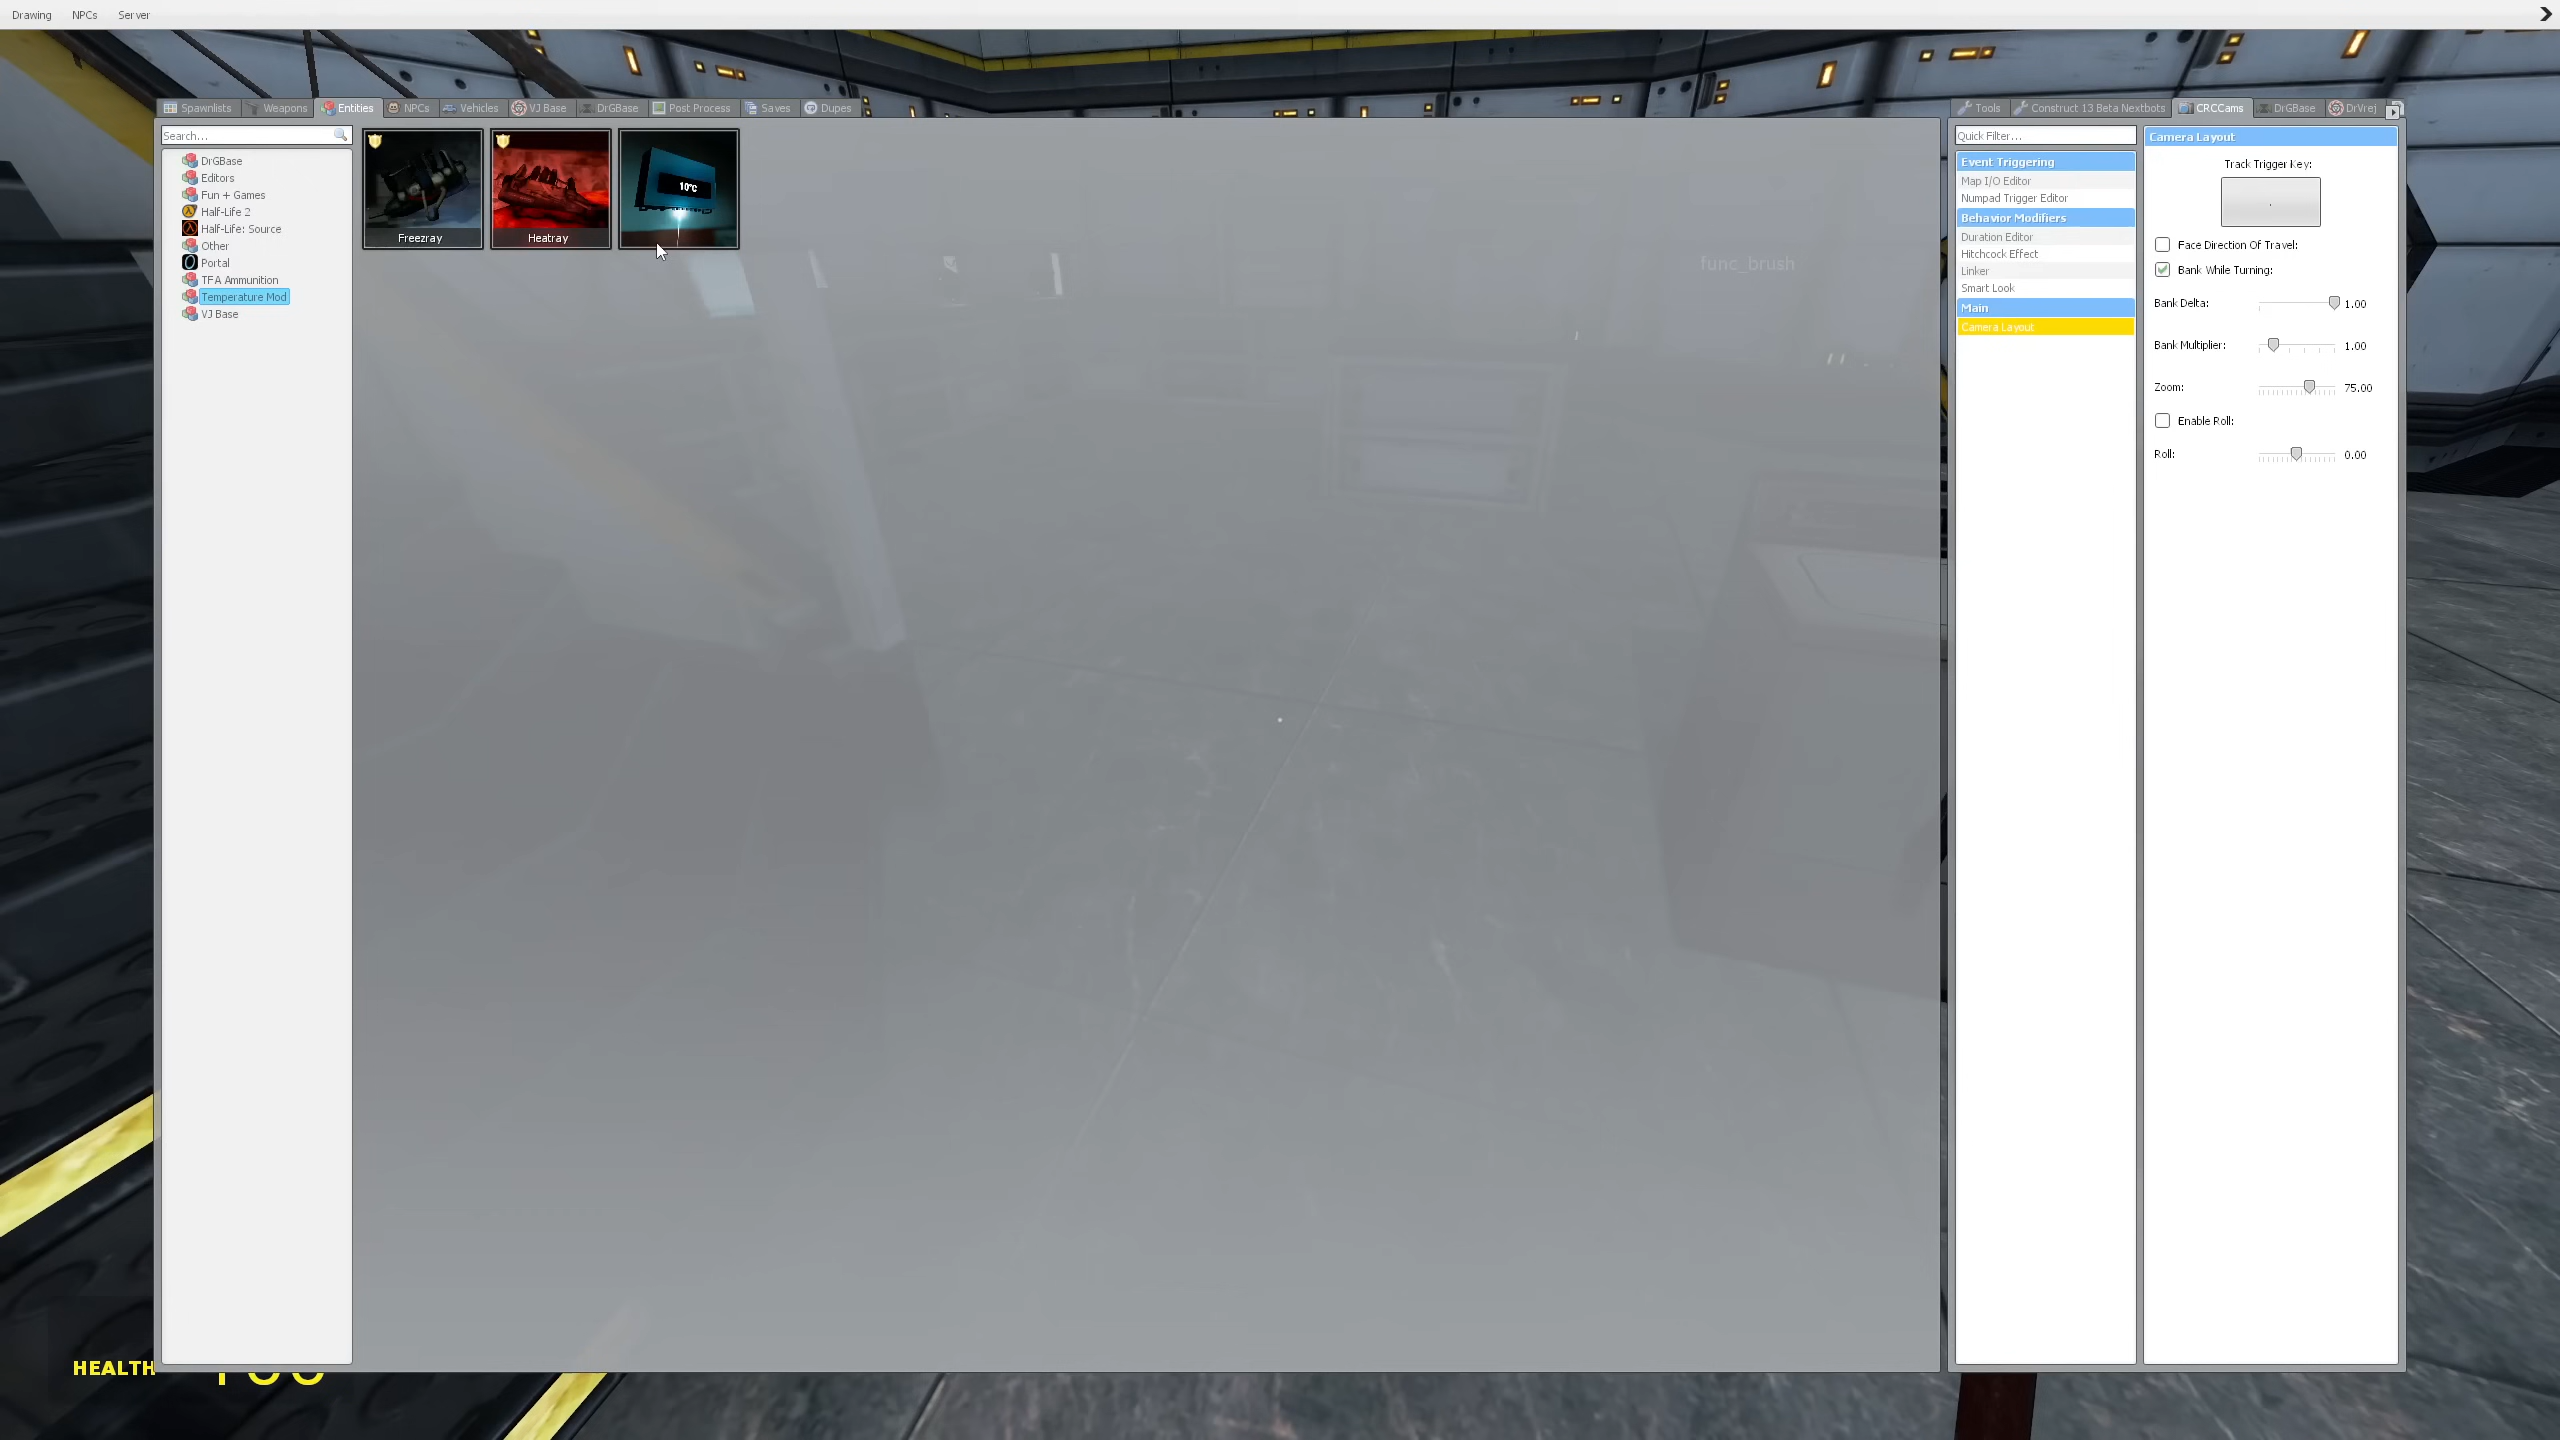 Drawing NPCs Server
Spawnlists Weapons Entities NPCs Vehicles VJ Base DrGBase Post Process Saves Dupes
Search...
DrGBase
Editors
Fun + Games
Half-Life 2
Half-Life: Source
Other
Portal
TFA Ammunition
Temperature Mod
VJ Base
Freezray
Heatray
10°C
func_brush
Tools Construct 13 Beta Nextbots CRCCams DrGBase DrVrej
Quick Filter...
Event Triggering
Map I/O Editor
Numpad Trigger Editor
Behavior Modifiers
Duration Editor
Hitchcock Effect
Linker
Smart Look
Main
Camera Layout
Camera Layout
Track Trigger Key:
Face Direction Of Travel:
Bank While Turning:
Bank Delta: 1.00
Bank Multiplier: 1.00
Zoom: 75.00
Enable Roll:
Roll: 0.00
HEALTH